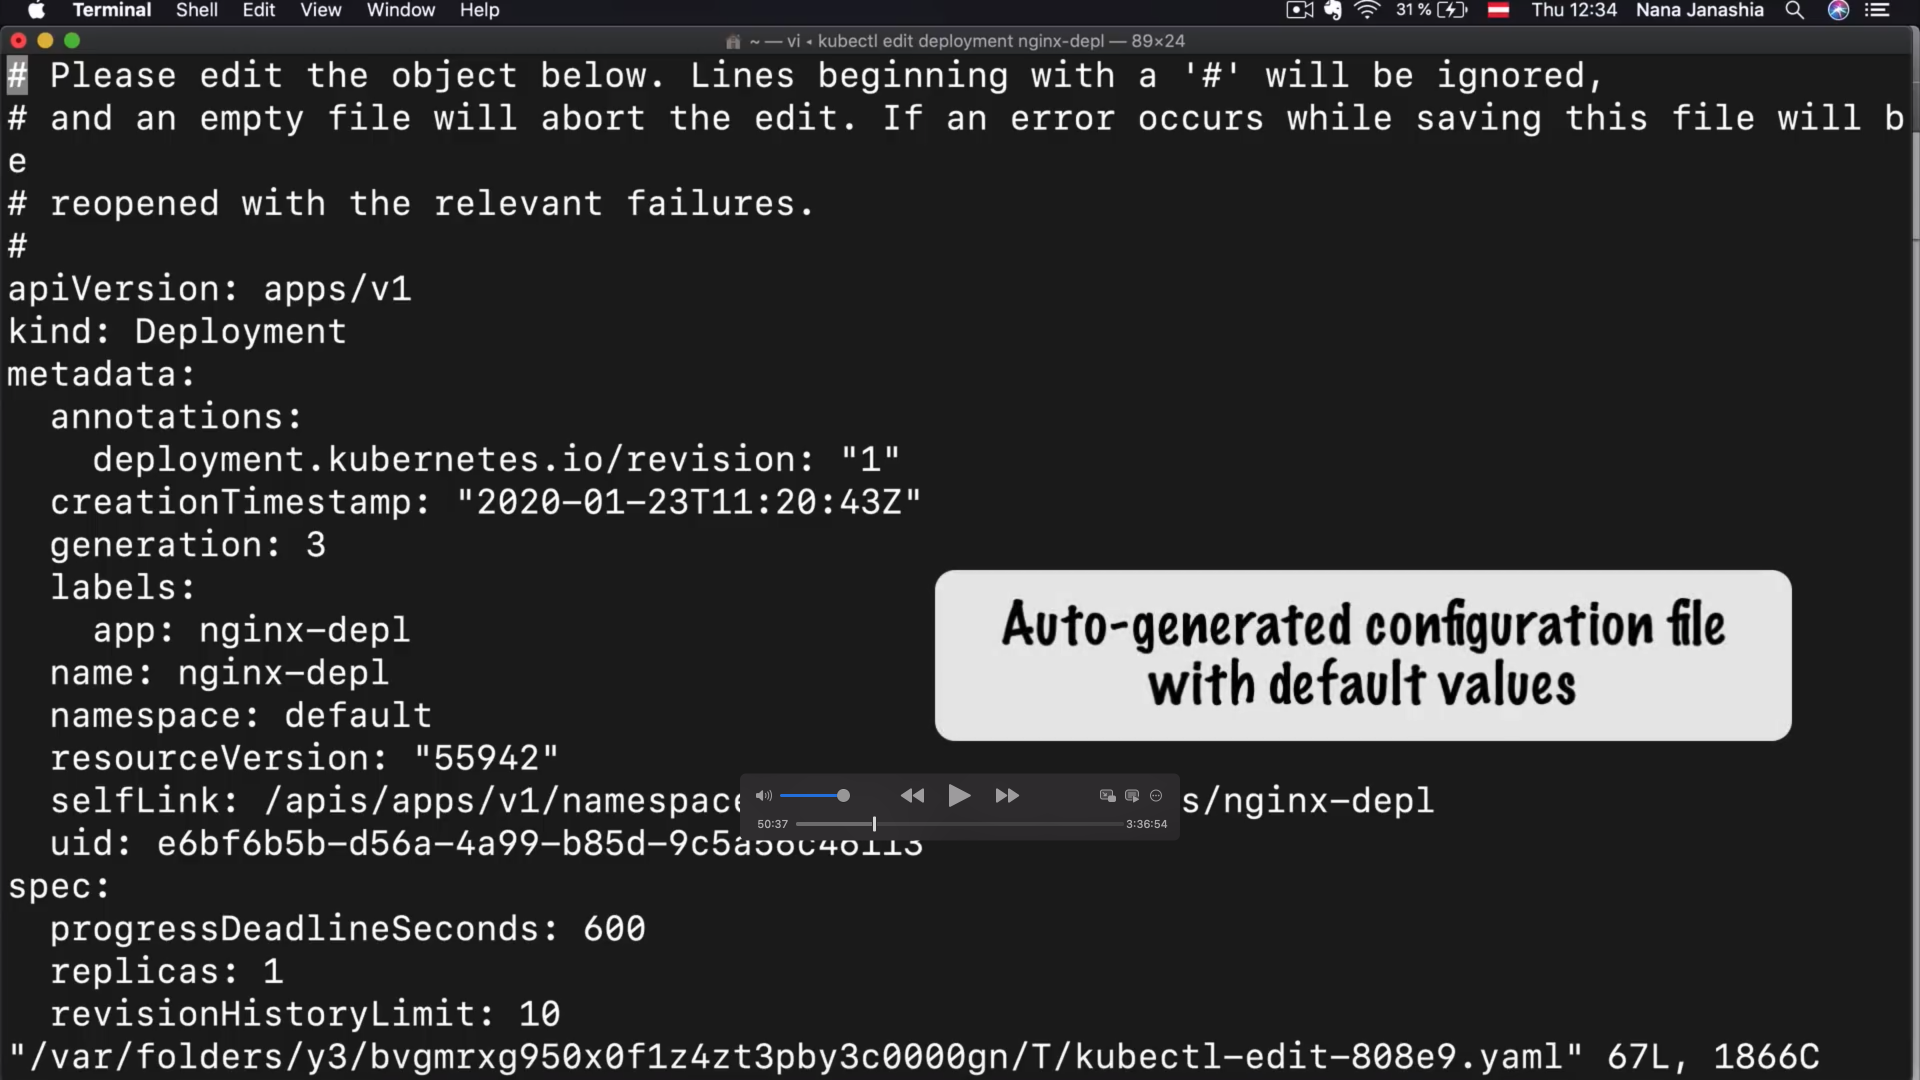 Terminal Shell Edit View Window Help 31 % Thu 12:34 Nana Janashia
~ — vi ◂ kubectl edit deployment nginx-depl — 89×24
# Please edit the object below. Lines beginning with a '#' will be ignored,
# and an empty file will abort the edit. If an error occurs while saving this file will b
e
# reopened with the relevant failures.
#
apiVersion: apps/v1
kind: Deployment
metadata:
  annotations:
    deployment.kubernetes.io/revision: "1"
  creationTimestamp: "2020-01-23T11:20:43Z"
  generation: 3
  labels:
    app: nginx-depl
  name: nginx-depl
  namespace: default
  resourceVersion: "55942"
  selfLink: /apis/apps/v1/namespace s/nginx-depl
  uid: e6bf6b5b-d56a-4a99-b85d-9c5a56c46113
spec:
  progressDeadlineSeconds: 600
  replicas: 1
  revisionHistoryLimit: 10
"/var/folders/y3/bvgmrxg950x0f1z4zt3pby3c0000gn/T/kubectl-edit-808e9.yaml" 67L, 1866C
Auto-generated configuration file
with default values
50:37 3:36:54